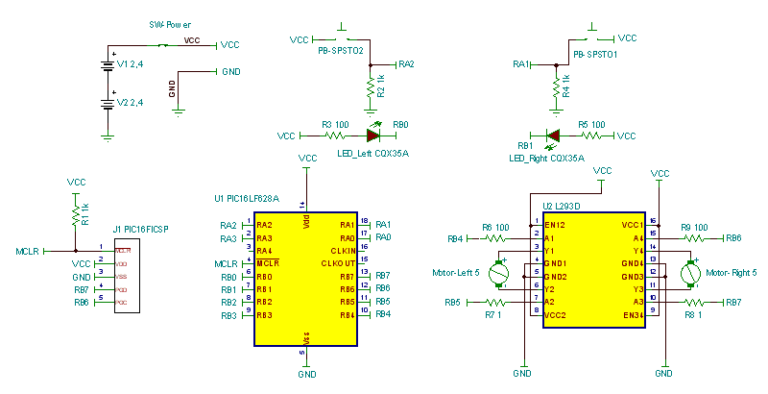 SW-Power
VCC
VCC
V1 2,4
GND
GND
V2 2,4
VCC
PB-SPSTO2
RA2
R2 1k
R3 100
VCC
RB0
LED_Left CQX35A
VCC
PB-SPSTO1
RA1
R4 1k
R5 100
VCC
RB1
LED_Right CQX35A
VCC
R1 1k
J1 PIC16FICSP
MCLR
1 MCLR
VCC 2 VDD
GND 3 VSS
RB7 4 PGD
RB6 5 PGC
VCC
U1 PIC16LF628A
14
Vdd
RA2 1 RA2 RA1 18 RA1
RA3 2 RA3 RA0 17 RA0
3 RA4 CLKIN 16
MCLR 4 MCLR CLKOUT 15
RB0 6 RB0 RB7 13 RB7
RB1 7 RB1 RB6 12 RB6
RB2 8 RB2 RB5 11 RB5
RB3 9 RB3 RB4 10 RB4
Vss
5
GND
VCC
VCC
U2 L293D
1 EN12 VCC1 16
RB4 R6 100 2 A1 A4 15 R9 100 RB6
3 Y1 Y4 14
4 GND1 GND4 13
Motor-Left 5 5 GND2 GND3 12 Motor-Right 5
6 Y2 Y3 11
RB5 R7 1 7 A2 A3 10 R8 1 RB7
8 VCC2 EN34 9
GND
GND